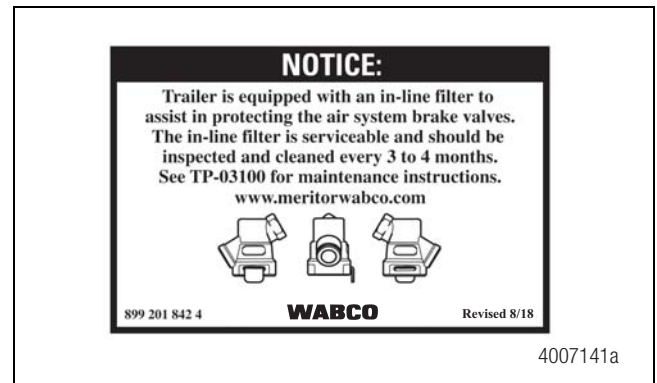 NOTICE:
Trailer is equipped with an in-line filter to
assist in protecting the air system brake valves.
The in-line filter is serviceable and should be
inspected and cleaned every 3 to 4 months.
See TP-03100 for maintenance instructions.
www.meritorwabco.com
899 201 842 4 WABCO Revised 8/18
4007141a